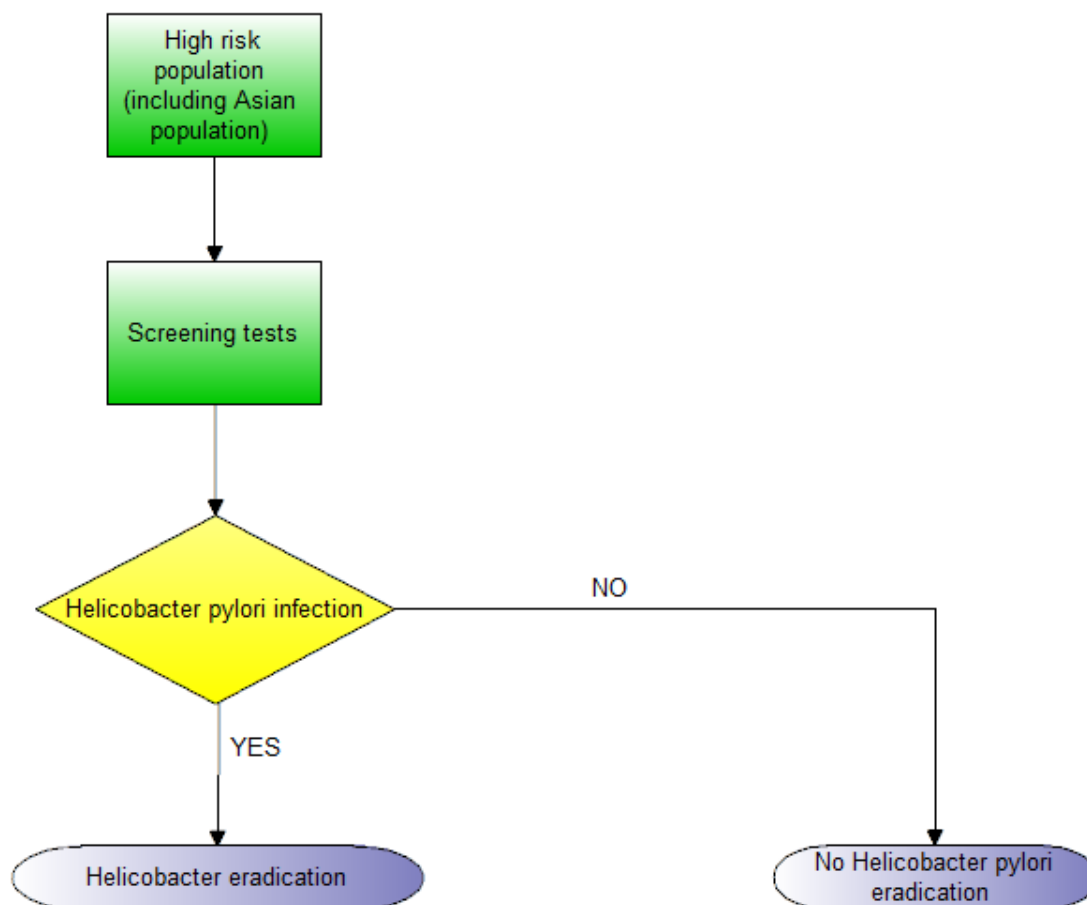 High risk
population
(including Asian
population)
Screening tests
Helicobacter pylori infection
NO
YES
Helicobacter eradication
No Helicobacter pylori
eradication